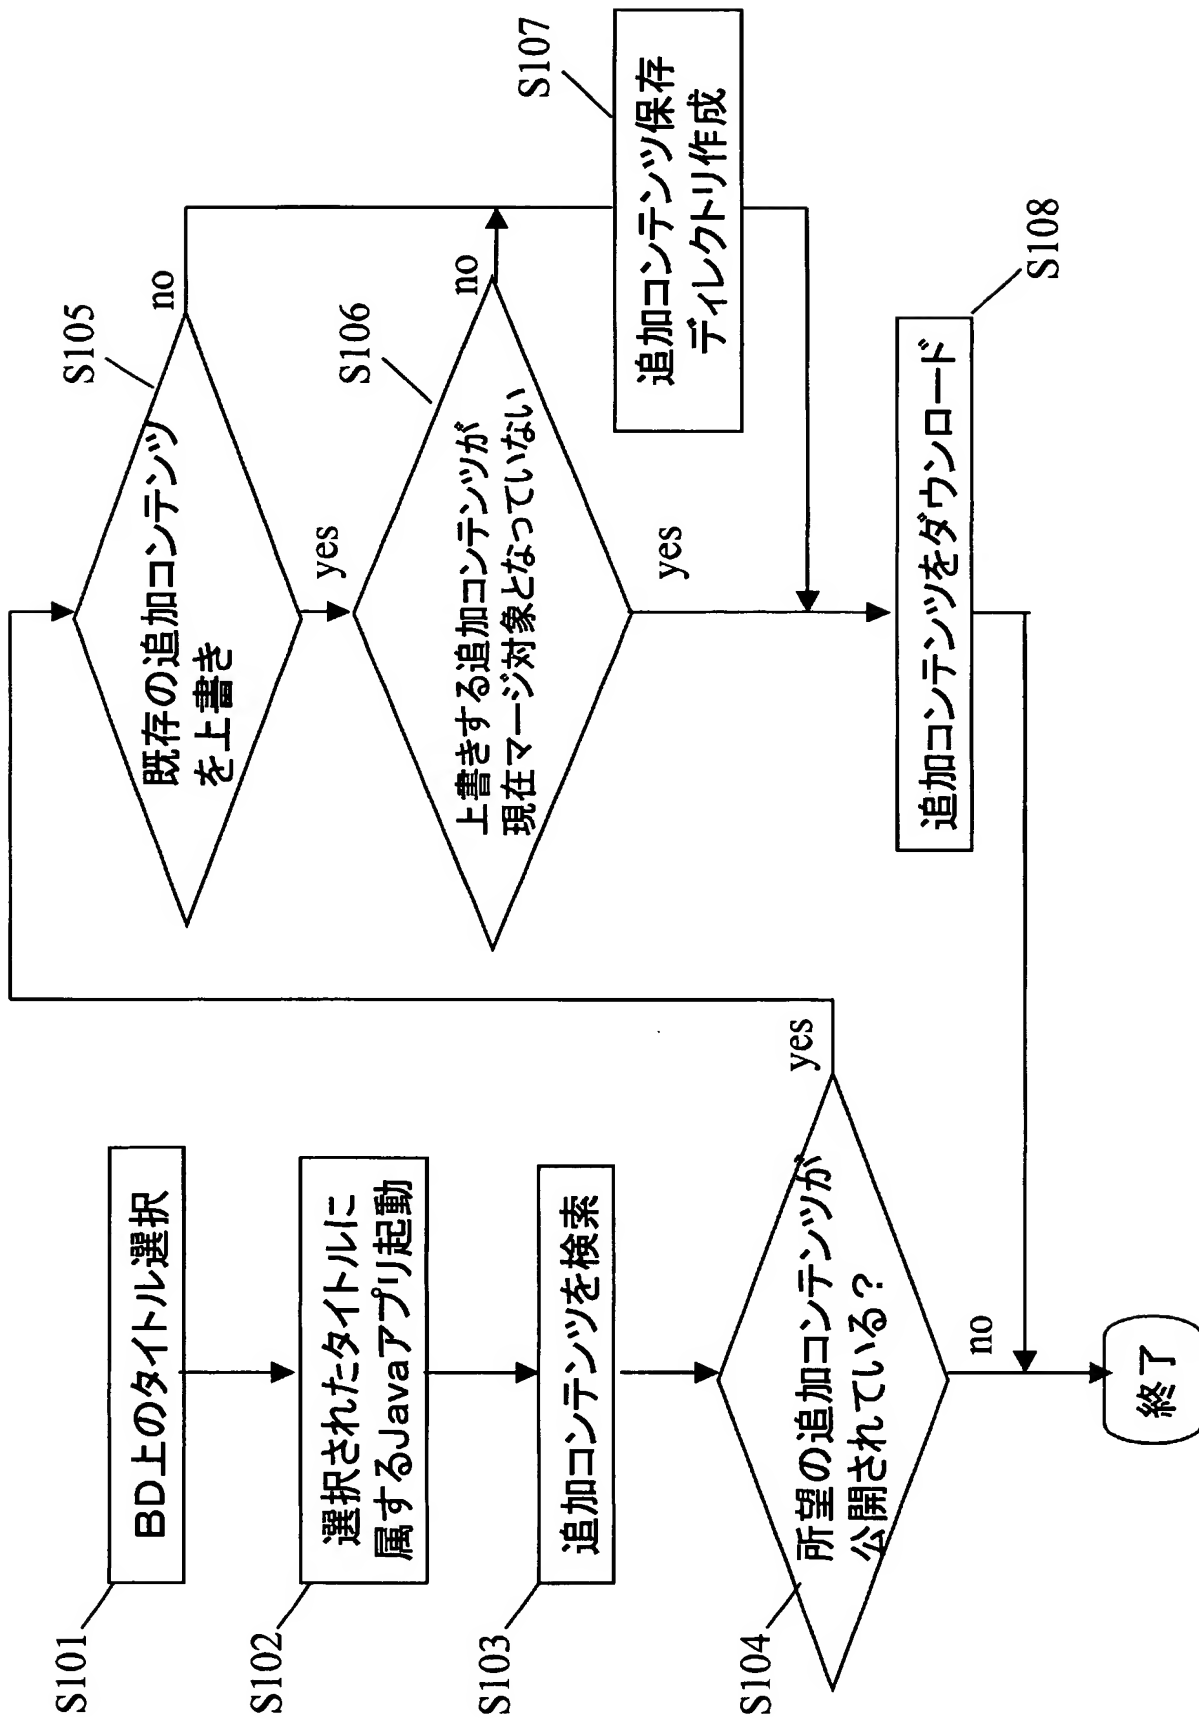 S101
BD上のタイトル選択
S102
選択されたタイトルに
属するJavaアプリ起動
S103
追加コンテンツを検索
S104
所望の追加コンテンツが
公開されている?
yes
no
終了
S105
既存の追加コンテンツ
を上書き
no
yes
S106
上書きする追加コンテンツが
現在マージ対象となっていない
no
yes
S107
追加コンテンツ保存
ディレクトリ作成
S108
追加コンテンツをダウンロード